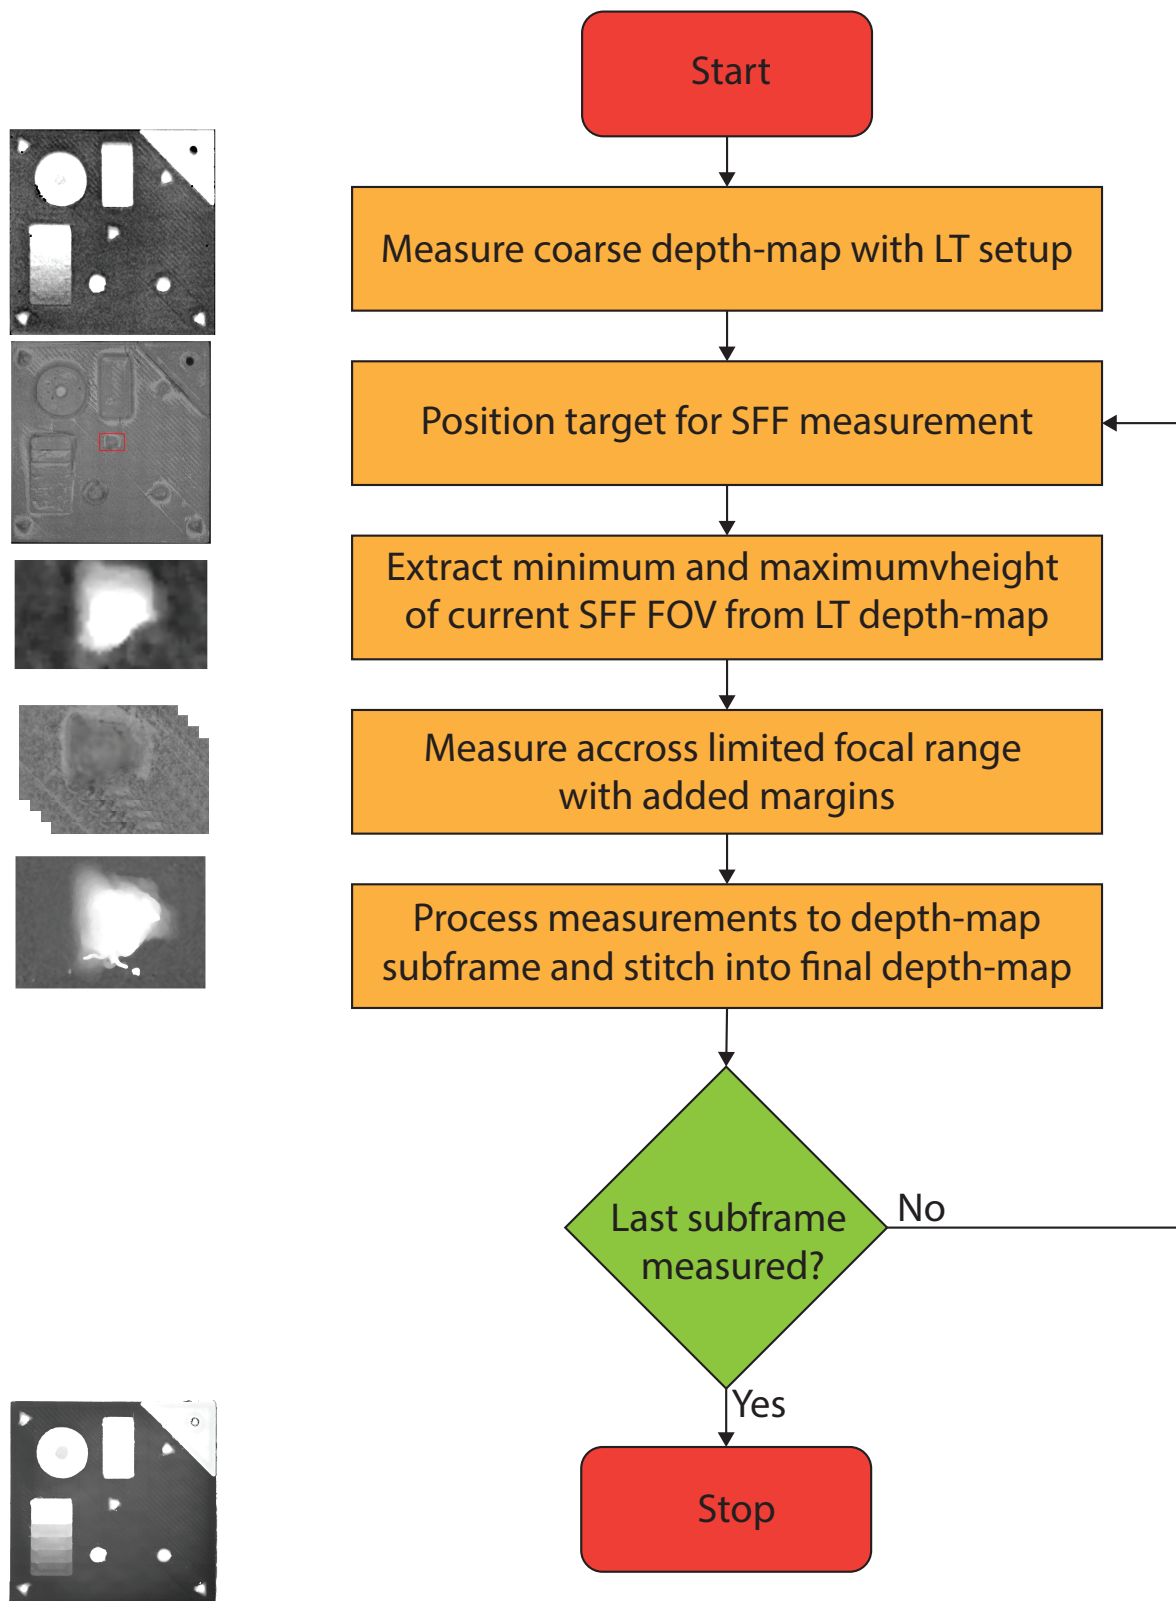 Start
Measure coarse depth-map with LT setup
Position target for SFF measurement
Extract minimum and maximumvheight
of current SFF FOV from LT depth-map
Measure accross limited focal range
with added margins
Process measurements to depth-map
subframe and stitch into final depth-map
Last subframe
measured?
No
Yes
Stop